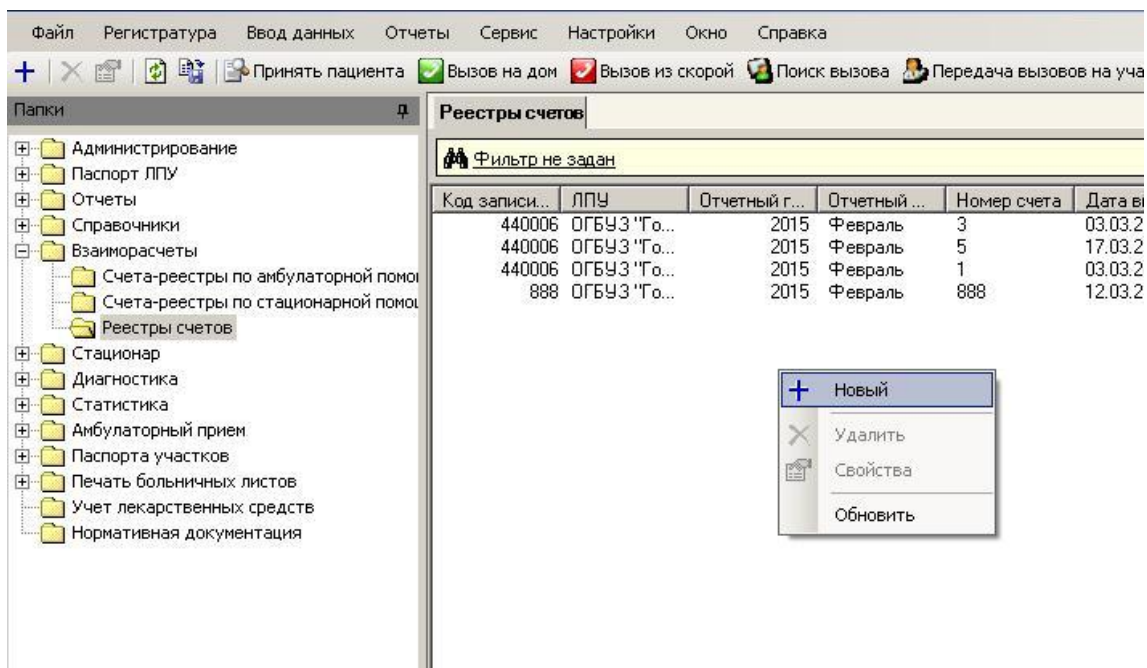 Файл Регистратура Ввод данных Отчеты Сервис Настройки Окно Справка
Принять пациента Вызов на дом Вызов из скорой Поиск вызова Передача вызовов на уча
Папки
Администрирование
Паспорт ЛПУ
Отчеты
Справочники
Взаиморасчеты
Счета-реестры по амбулаторной помо
Счета-реестры по стационарной помо
Реестры счетов
Стационар
Диагностика
Статистика
Амбулаторный прием
Паспорта участков
Печать больничных листов
Учет лекарственных средств
Нормативная документация
Реестры счетов
Фильтр не задан
Код записи... ЛПУ Отчетный г... Отчетный ... Номер счета Дата в
440006 ОГБУЗ "Го... 2015 Февраль 3 03.03.2
440006 ОГБУЗ "Го... 2015 Февраль 5 17.03.2
440006 ОГБУЗ "Го... 2015 Февраль 1 03.03.2
888 ОГБУЗ "Го... 2015 Февраль 888 12.03.2
Новый
Удалить
Свойства
Обновить